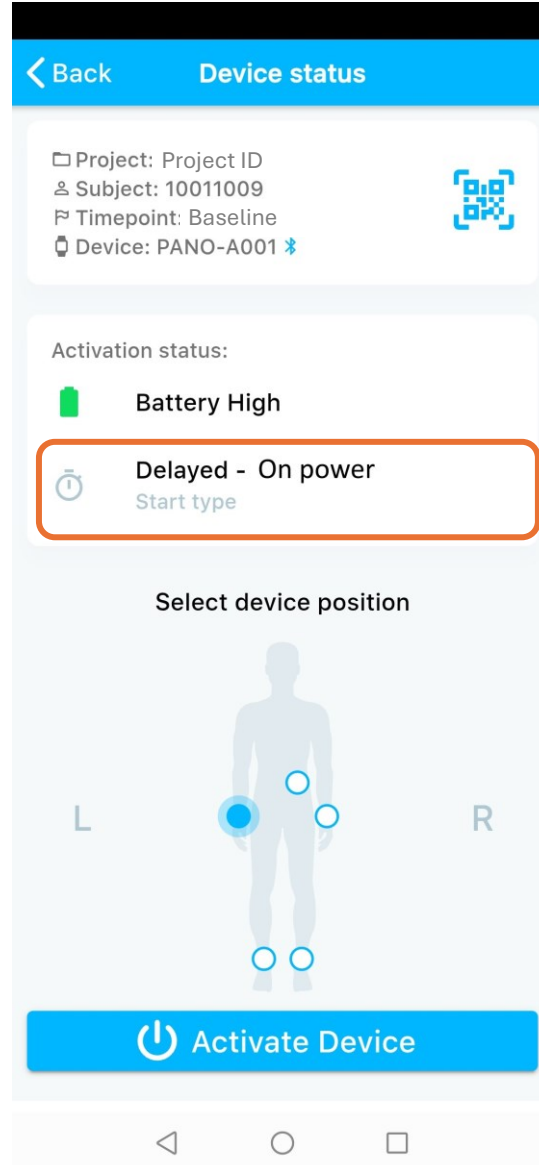 Back Device status
Project: Project ID
Subject: 10011009
Timepoint: Baseline
Device: PANO-A001
Activation status:
Battery High
Delayed - On power
Start type
Select device position
L R
Activate Device